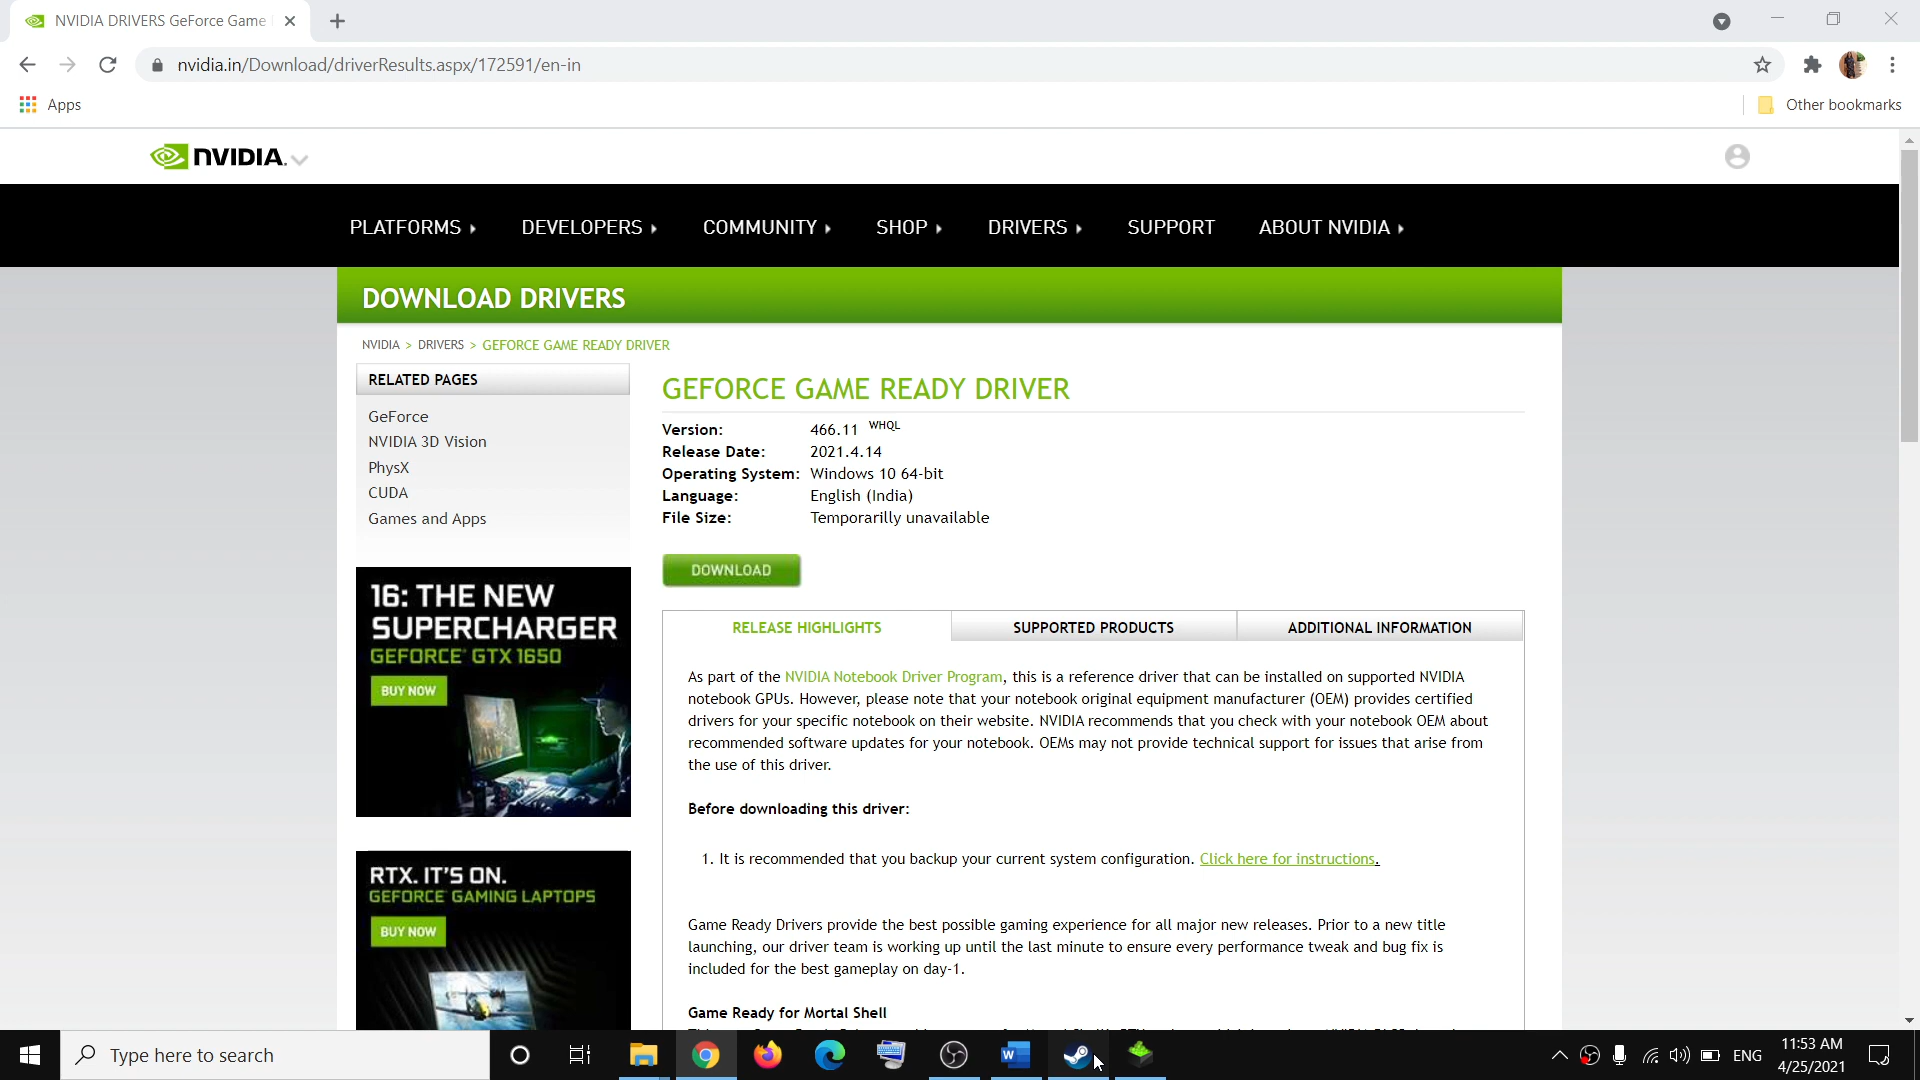 NVIDIA DRIVERS GeForce Game
nvidia.in/Download/driverResults.aspx/172591/en-in
Apps
Other bookmarks
NVIDIA.
PLATFORMS
DEVELOPERS
COMMUNITY
SHOP
DRIVERS
SUPPORT
ABOUT NVIDIA
DOWNLOAD DRIVERS
NVIDIA > DRIVERS > GEFORCE GAME READY DRIVER
RELATED PAGES
GeForce
NVIDIA 3D Vision
PhysX
CUDA
Games and Apps
16: THE NEW
SUPERCHARGER
GEFORCE® GTX 1650
BUY NOW
RTX. IT'S ON.
GEFORCE GAMING LAPTOPS
BUY NOW
GEFORCE GAME READY DRIVER
Version: 466.11 WHQL
Release Date: 2021.4.14
Operating System: Windows 10 64-bit
Language: English (India)
File Size: Temporarilly unavailable
DOWNLOAD
RELEASE HIGHLIGHTS
SUPPORTED PRODUCTS
ADDITIONAL INFORMATION
As part of the NVIDIA Notebook Driver Program, this is a reference driver that can be installed on supported NVIDIA
notebook GPUs. However, please note that your notebook original equipment manufacturer (OEM) provides certified
drivers for your specific notebook on their website. NVIDIA recommends that you check with your notebook OEM about
recommended software updates for your notebook. OEMs may not provide technical support for issues that arise from
the use of this driver.
Before downloading this driver:
1. It is recommended that you backup your current system configuration. Click here for instructions.
Game Ready Drivers provide the best possible gaming experience for all major new releases. Prior to a new title
launching, our driver team is working up until the last minute to ensure every performance tweak and bug fix is
included for the best gameplay on day-1.
Game Ready for Mortal Shell
Type here to search
ENG
11:53 AM
4/25/2021